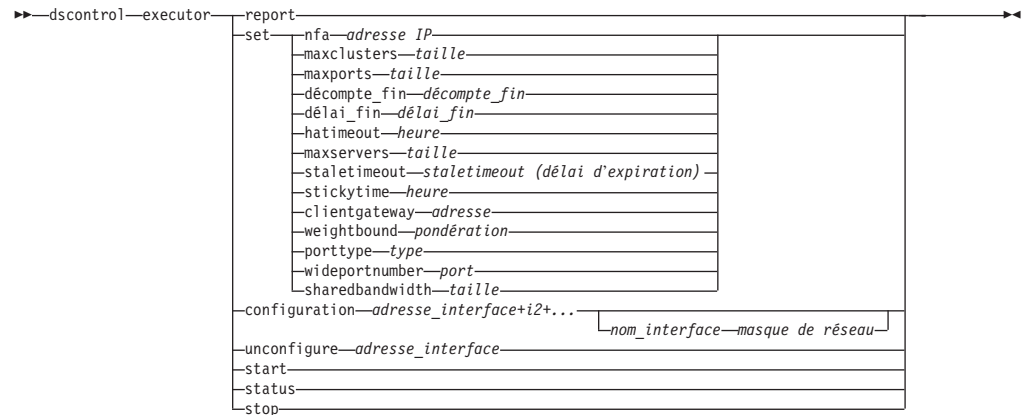 dscontrol executor report
set nfa adresse IP
maxclusters taille
maxports taille
décompte_fin décompte_fin
délai_fin délai_fin
hatimeout heure
maxservers taille
staletimeout staletimeout (délai d'expiration)
stickytime heure
clientgateway adresse
weightbound pondération
porttype type
wideportnumber port
sharedbandwidth taille
configuration adresse_interface+i2+...
nom_interface masque de réseau
unconfigure adresse_interface
start
status
stop